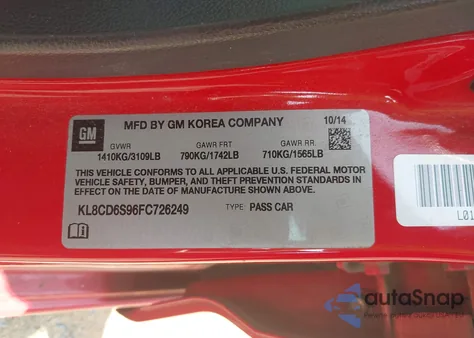 GM
MFD BY GM KOREA COMPANY
10/14
GVWR
GAWR FRT
GAWR RR
1410KG/3109LB
790KG/1742LB
710KG/1565LB
THIS VEHICLE CONFORMS TO ALL APPLICABLE U.S. FEDERAL MOTOR
VEHICLE SAFETY, BUMPER, AND THEFT PREVENTION STANDARDS IN
EFFECT ON THE DATE OF MANUFACTURE SHOWN ABOVE.
KL8CD6S96FC726249
TYPE: PASS CAR
L01
autoSnap